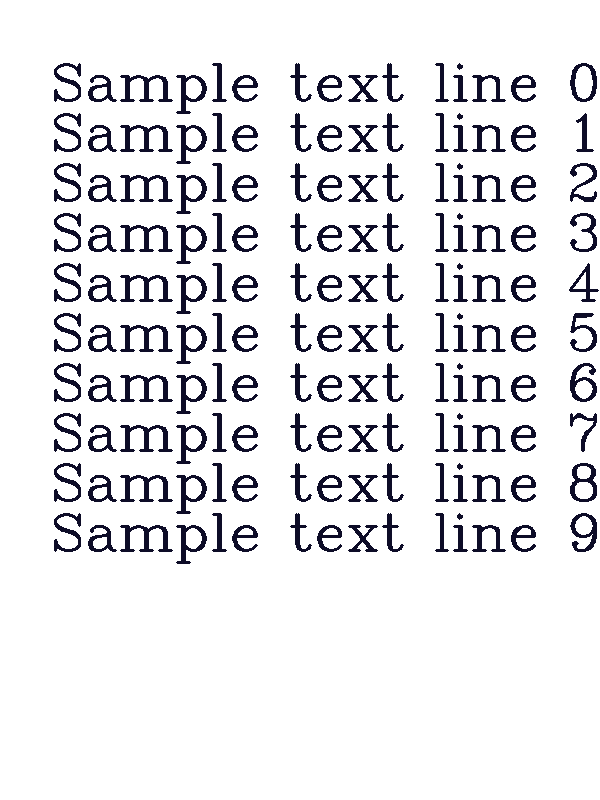 Sample text line 0
Sample text line 1
Sample text line 2
Sample text line 3
Sample text line 4
Sample text line 5
Sample text line 6
Sample text line 7
Sample text line 8
Sample text line 9